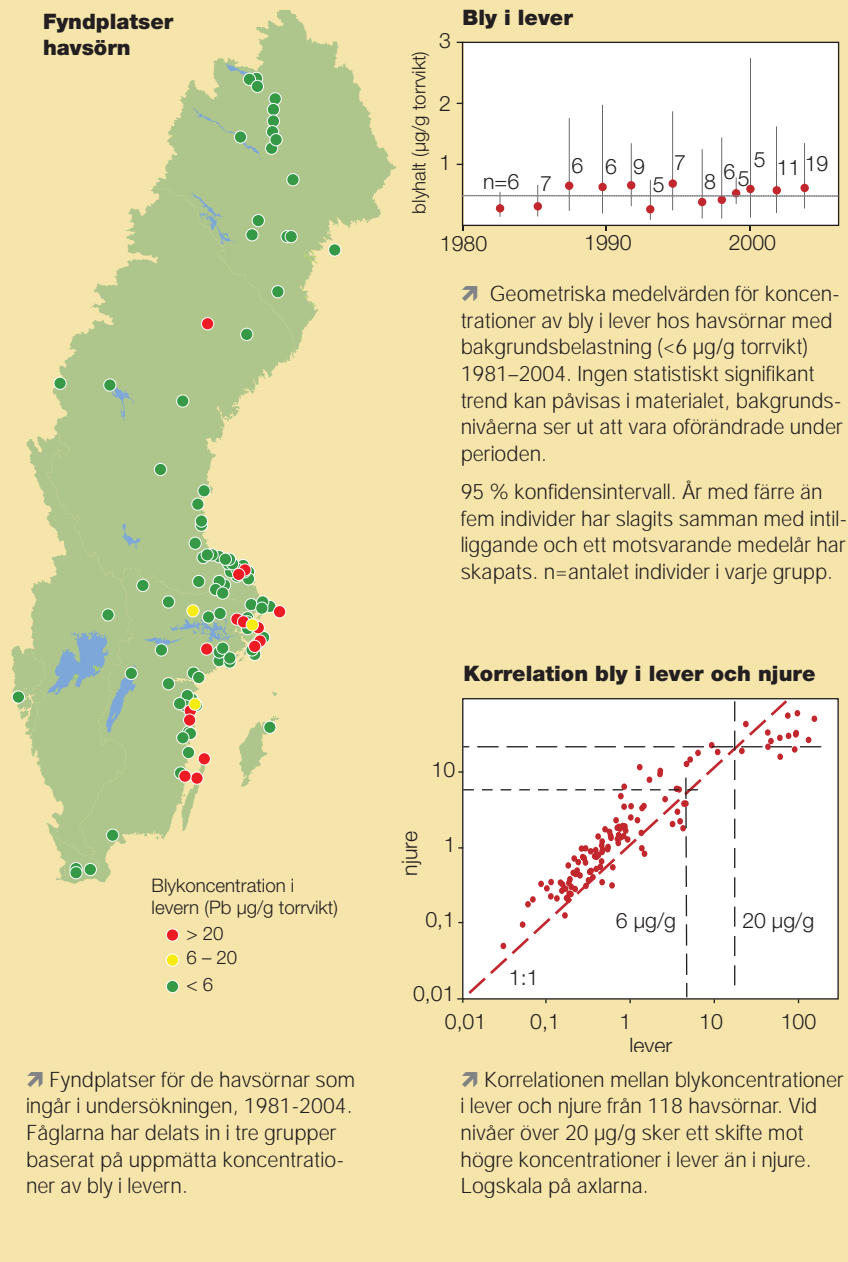 Fyndplatser
havsörn
Blykoncentration i
levern (Pb µg/g torrvikt)
> 20
6 – 20
< 6
↗ Fyndplatser för de havsörnar som
ingår i undersökningen, 1981-2004.
Fåglarna har delats in i tre grupper
baserat på uppmätta koncentratio-
ner av bly i levern.
Bly i lever
blyhalt (µg/g torrvikt)
3
2
1
n=6 7 6 6 9 5 7 8 6 5 5 11 19
1980 1990 2000
↗ Geometriska medelvärden för koncen-
trationer av bly i lever hos havsörnar med
bakgrundsbelastning (<6 µg/g torrvikt)
1981–2004. Ingen statistiskt signifikant
trend kan påvisas i materialet, bakgrunds-
nivåerna ser ut att vara oförändrade under
perioden.
95 % konfidensintervall. År med färre än
fem individer har slagits samman med intil-
liggande och ett motsvarande medelår har
skapats. n=antalet individer i varje grupp.
Korrelation bly i lever och njure
njure
10
1
0,1
0,01
6 µg/g 20 µg/g
1:1
0,01 0,1 1 10 100
lever
↗ Korrelationen mellan blykoncentrationer
i lever och njure från 118 havsörnar. Vid
nivåer över 20 µg/g sker ett skifte mot
högre koncentrationer i lever än i njure.
Logskala på axlarna.